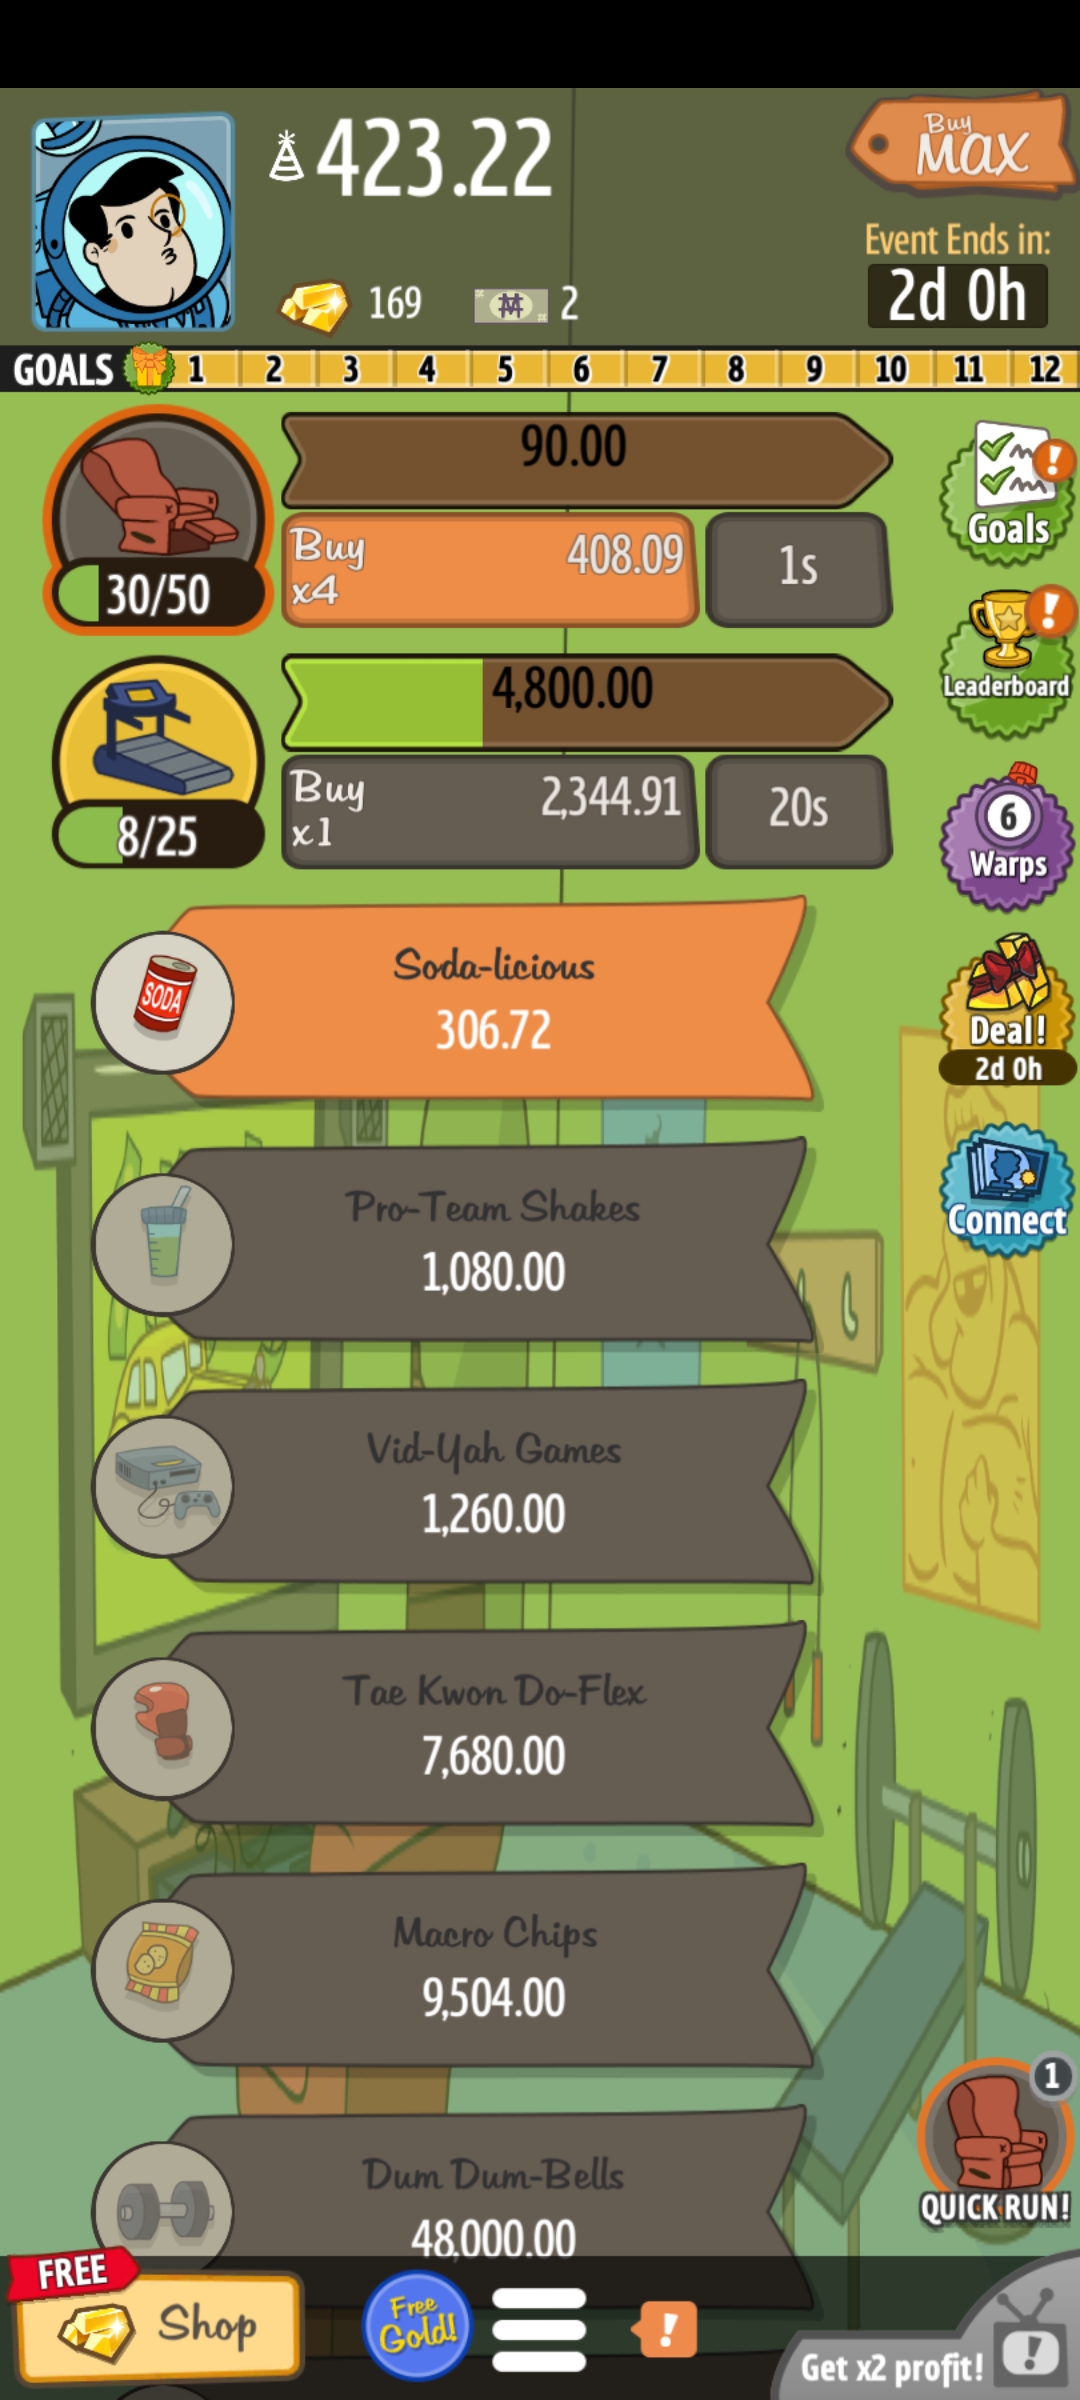 423.22
Buy
MAX
169
2
Event Ends in:
2d 0h
GOALS 1 2 3 4 5 6 7 8 9 10 11 12
90.00
Buy
x4
408.09
1s
30/50
!
Goals
4,800.00
Buy
x1
2,344.91
20s
8/25
!
Leaderboard
6
Warps
SODA
Soda-licious
306.72
Deal!
2d 0h
Pro-Team Shakes
1,080.00
Connect
Vid-Yah Games
1,260.00
Tae Kwon Do-Flex
7,680.00
Macro Chips
9,504.00
Dum Dum-Bells
48,000.00
1
QUICK RUN!
FREE
Shop
Free
Gold!
!
Get x2 profit!
!